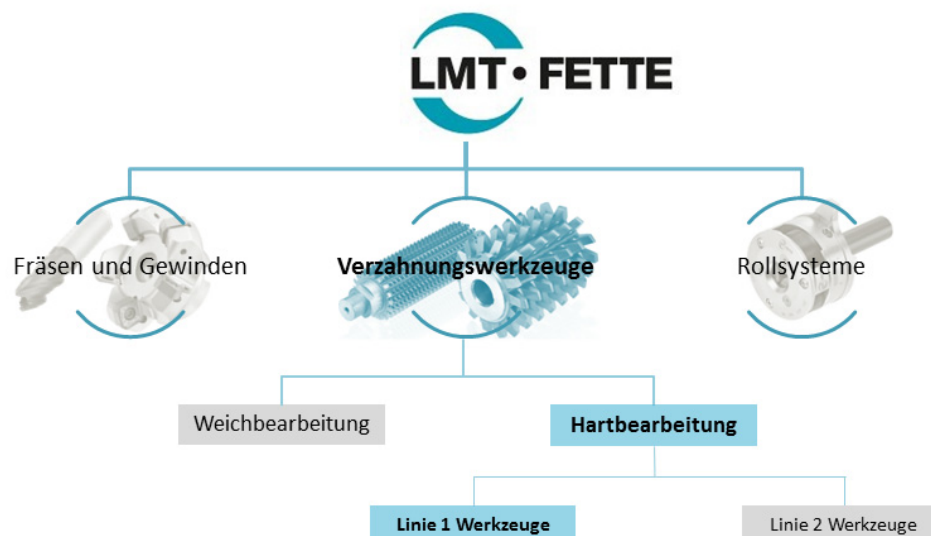 LMT • FETTE
Fräsen und Gewinden
Verzahnungswerkzeuge
Rollsysteme
Weichbearbeitung
Hartbearbeitung
Linie 1 Werkzeuge
Linie 2 Werkzeuge